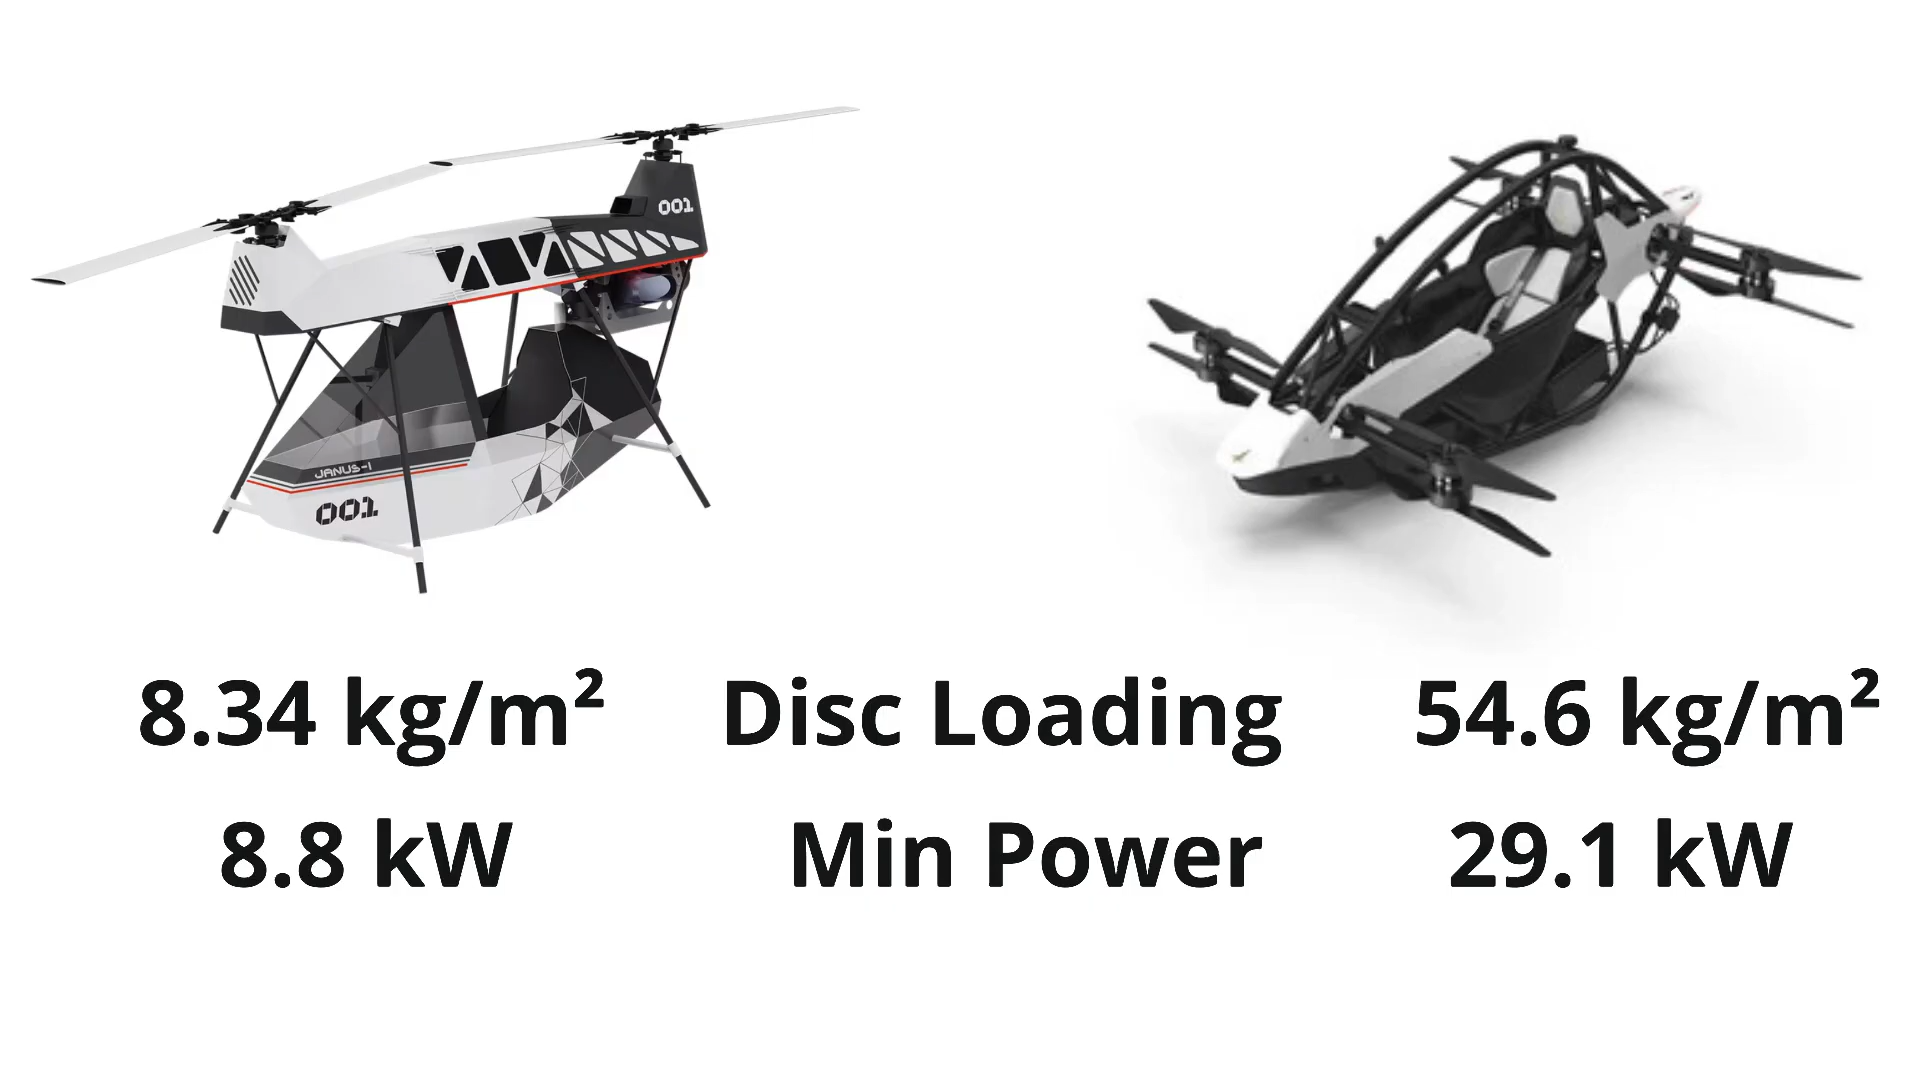 001
JANUS-I
001
8.34 kg/m² Disc Loading 54.6 kg/m²
8.8 kW Min Power 29.1 kW